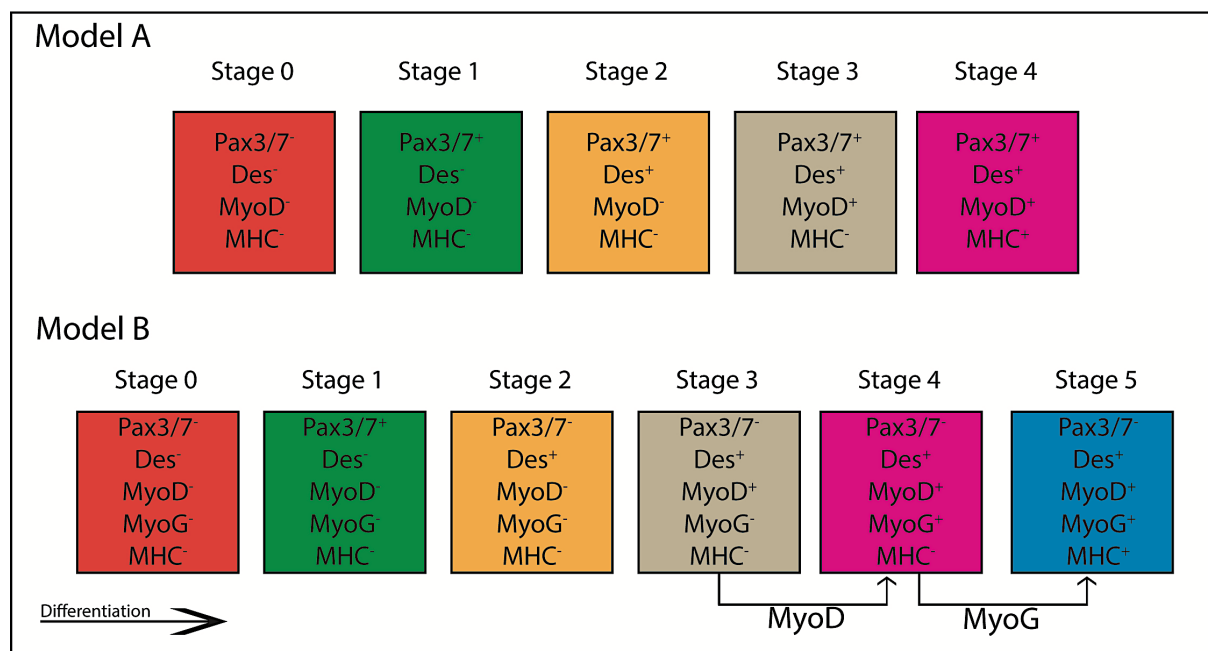 Model A
Stage 0 Stage 1 Stage 2 Stage 3 Stage 4
Pax3/7⁻ Pax3/7⁺ Pax3/7⁺ Pax3/7⁺ Pax3/7⁺
Des⁻ Des⁻ Des⁺ Des⁺ Des⁺
MyoD⁻ MyoD⁻ MyoD⁻ MyoD⁺ MyoD⁺
MHC⁻ MHC⁻ MHC⁻ MHC⁻ MHC⁺
Model B
Stage 0 Stage 1 Stage 2 Stage 3 Stage 4 Stage 5
Pax3/7⁻ Pax3/7⁺ Pax3/7⁻ Pax3/7⁻ Pax3/7⁻ Pax3/7⁻
Des⁻ Des⁻ Des⁺ Des⁺ Des⁺ Des⁺
MyoD⁻ MyoD⁻ MyoD⁻ MyoD⁺ MyoD⁺ MyoD⁺
MyoG⁻ MyoG⁻ MyoG⁻ MyoG⁻ MyoG⁺ MyoG⁺
MHC⁻ MHC⁻ MHC⁻ MHC⁻ MHC⁻ MHC⁺
Differentiation
MyoD MyoG